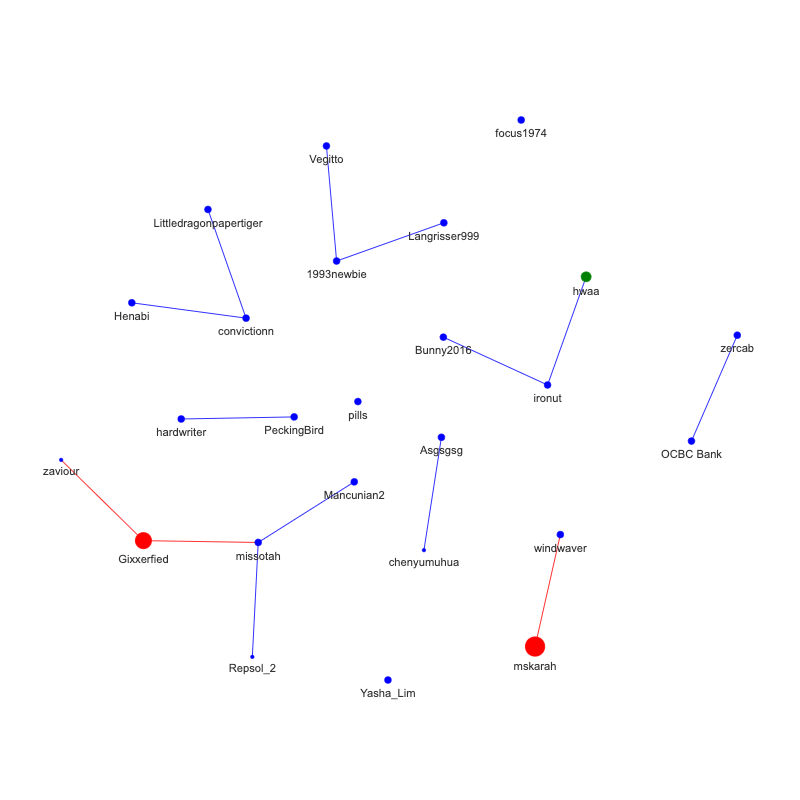 focus1974
Vegitto
Littledragonpapertiger
Langrisser999
1993newbie
hwaa
Henabi
convictionn
Bunny2016
zercab
ironut
pills
hardwriter
PeckingBird
Asgsgsg
OCBC Bank
zaviour
Mancunian2
windwaver
Gixxerfied
missotah
chenyumuhua
Repsol_2
mskarah
Yasha_Lim